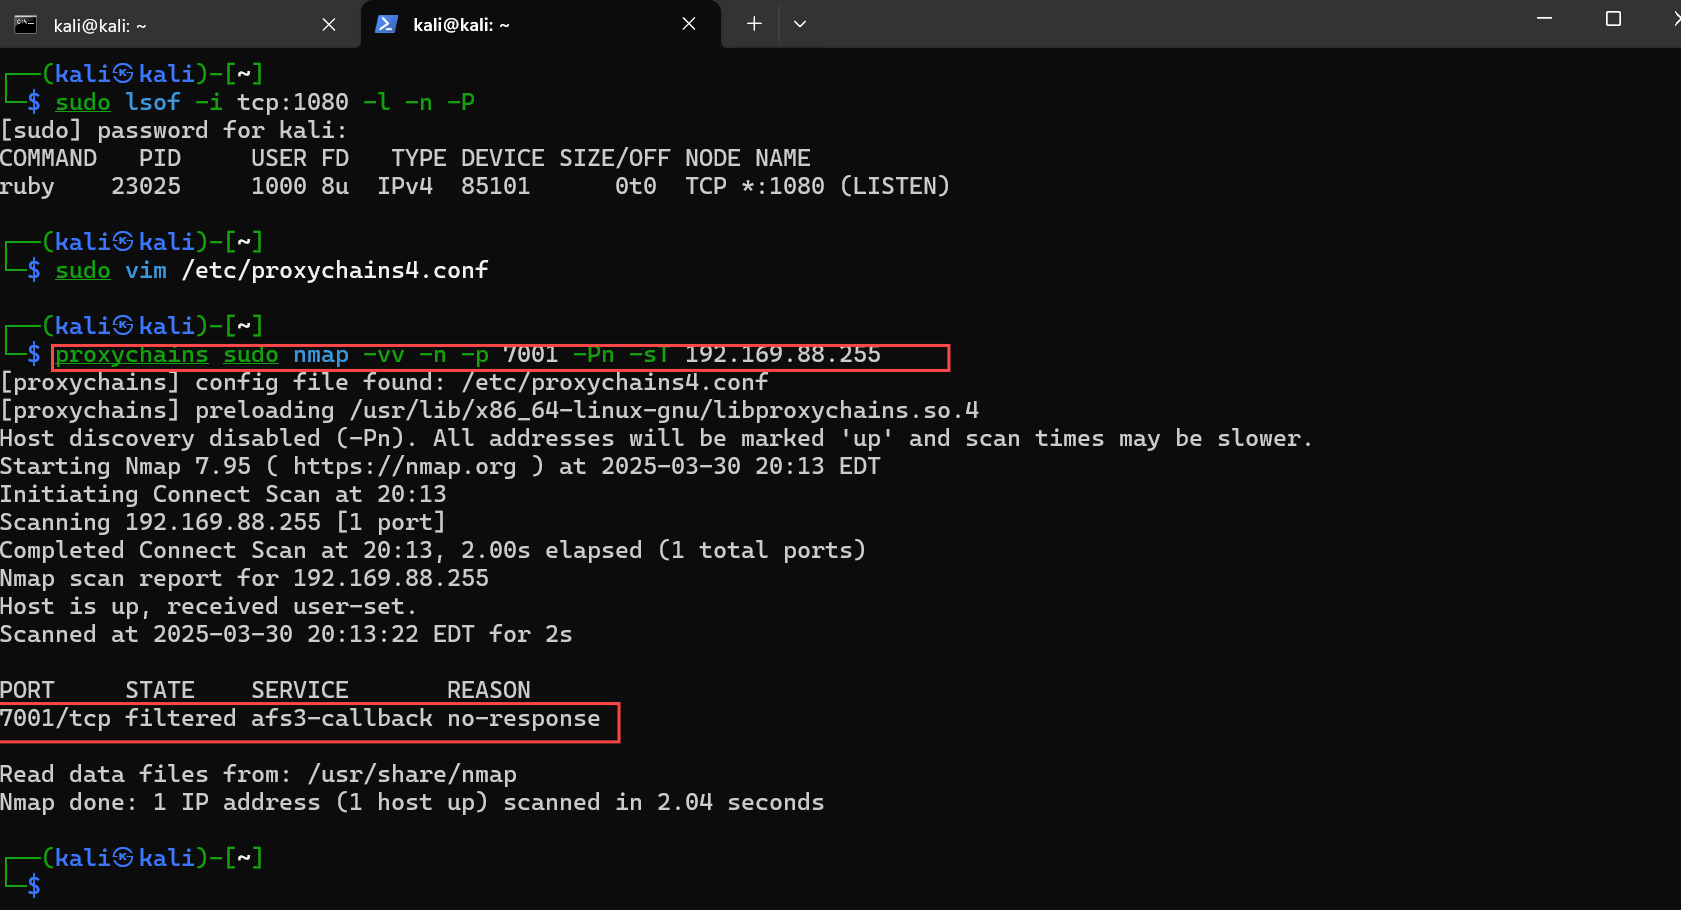 kali@kali: ~
kali@kali: ~
┌──(kali㉿kali)-[~]
└─$ sudo lsof -i tcp:1080 -l -n -P
[sudo] password for kali:
COMMAND   PID     USER FD   TYPE DEVICE SIZE/OFF NODE NAME
ruby    23025     1000 8u  IPv4  85101      0t0  TCP *:1080 (LISTEN)
┌──(kali㉿kali)-[~]
└─$ sudo vim /etc/proxychains4.conf
┌──(kali㉿kali)-[~]
└─$ proxychains sudo nmap -vv -n -p 7001 -Pn -sT 192.169.88.255
[proxychains] config file found: /etc/proxychains4.conf
[proxychains] preloading /usr/lib/x86_64-linux-gnu/libproxychains.so.4
Host discovery disabled (-Pn). All addresses will be marked 'up' and scan times may be slower.
Starting Nmap 7.95 ( https://nmap.org ) at 2025-03-30 20:13 EDT
Initiating Connect Scan at 20:13
Scanning 192.169.88.255 [1 port]
Completed Connect Scan at 20:13, 2.00s elapsed (1 total ports)
Nmap scan report for 192.169.88.255
Host is up, received user-set.
Scanned at 2025-03-30 20:13:22 EDT for 2s
PORT     STATE    SERVICE       REASON
7001/tcp filtered afs3-callback no-response
Read data files from: /usr/share/nmap
Nmap done: 1 IP address (1 host up) scanned in 2.04 seconds
┌──(kali㉿kali)-[~]
└─$